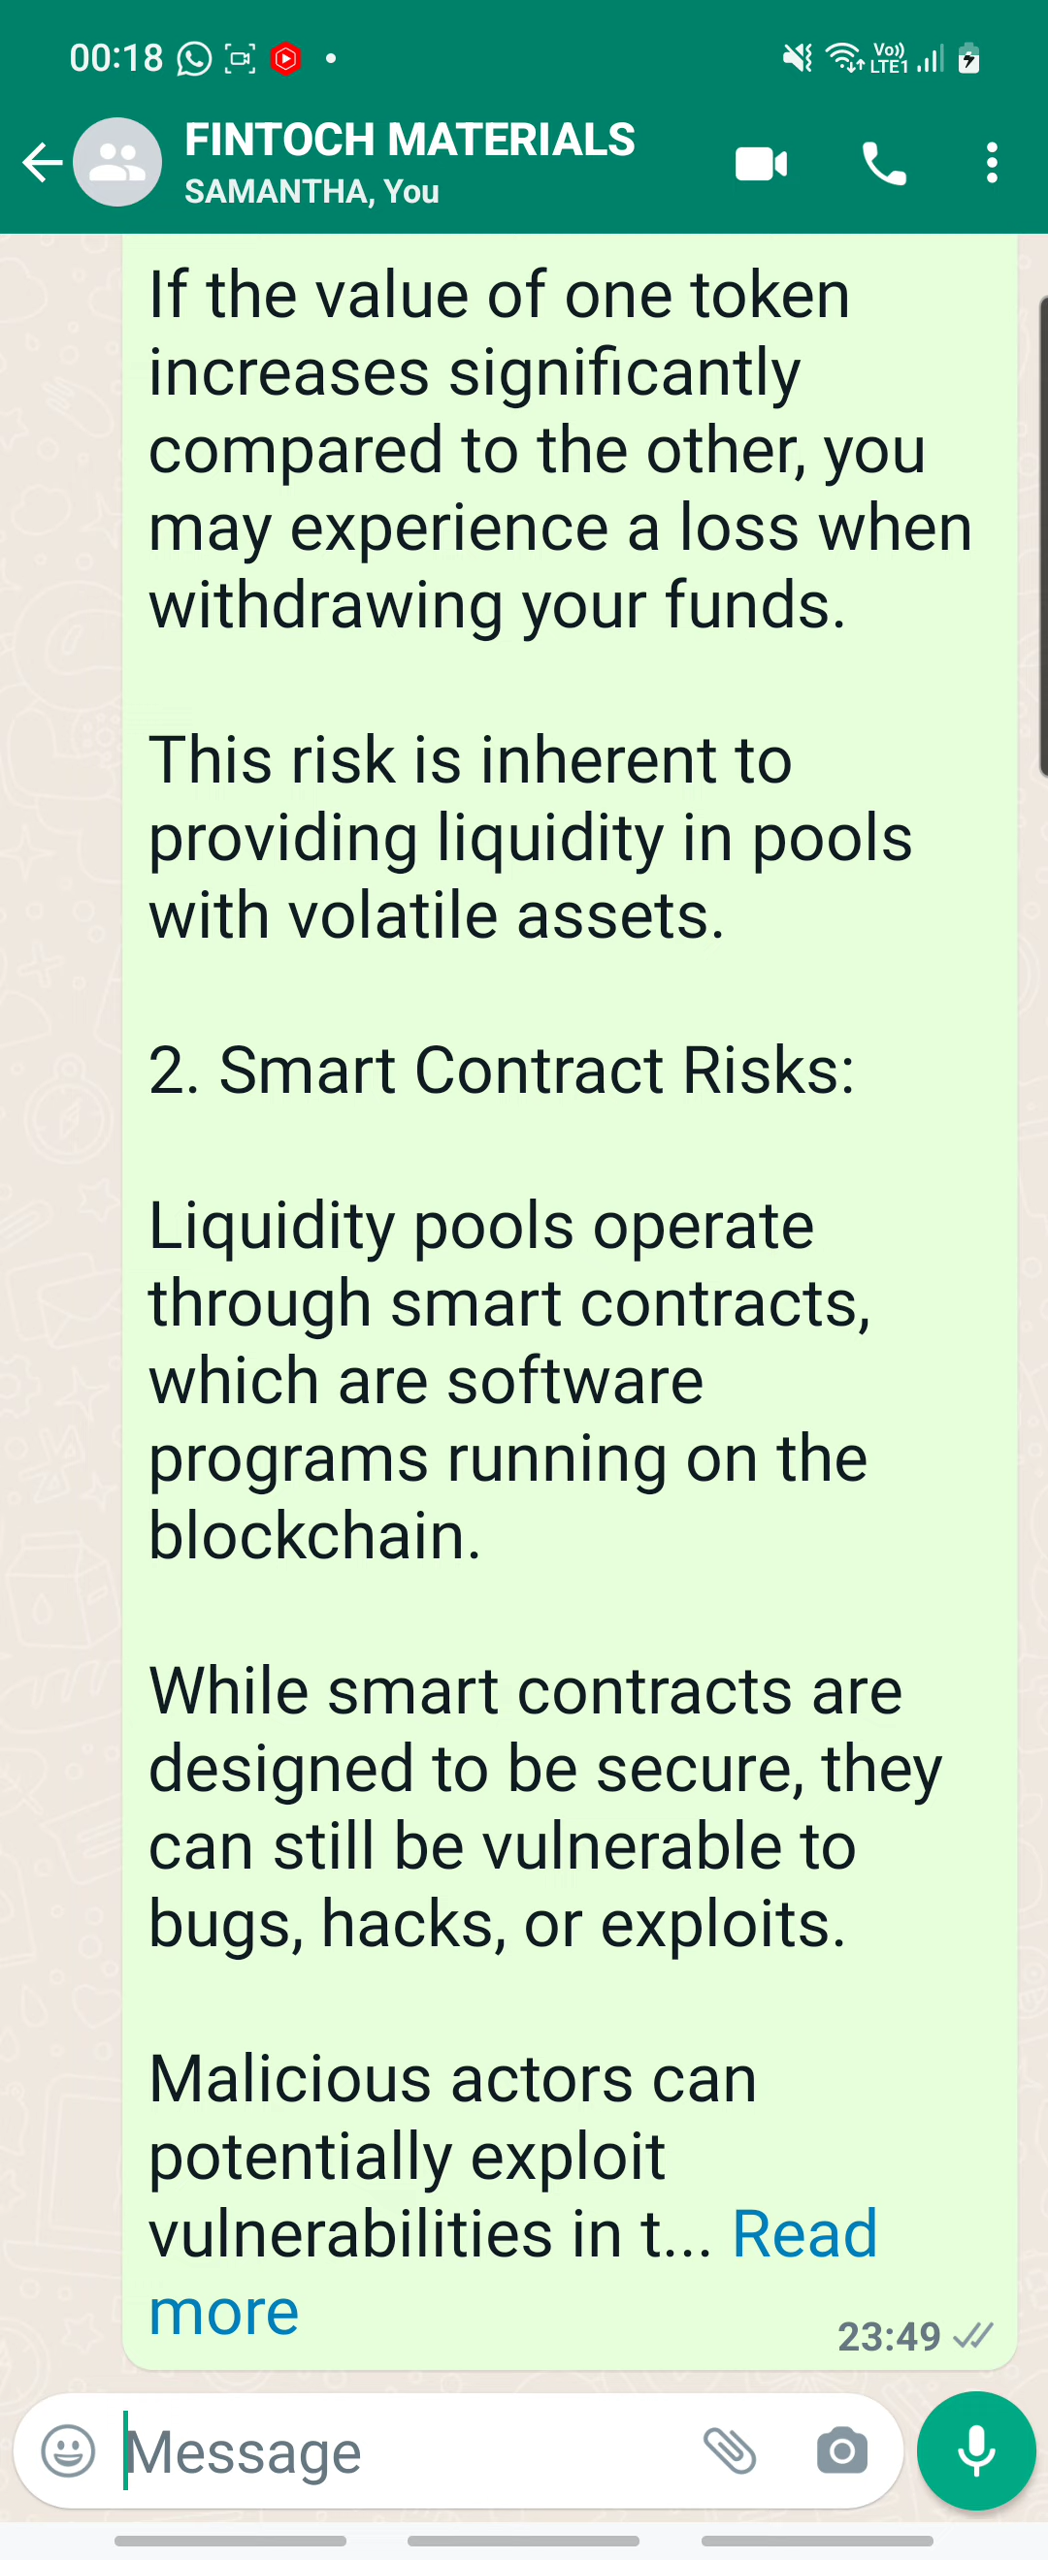 00:18
Vo))
LTE1
FINTOCH MATERIALS
SAMANTHA, You
If the value of one token
increases significantly
compared to the other, you
may experience a loss when
withdrawing your funds.
This risk is inherent to
providing liquidity in pools
with volatile assets.
2. Smart Contract Risks:
Liquidity pools operate
through smart contracts,
which are software
programs running on the
blockchain.
While smart contracts are
designed to be secure, they
can still be vulnerable to
bugs, hacks, or exploits.
Malicious actors can
potentially exploit
vulnerabilities in t... Read
more
23:49
Message